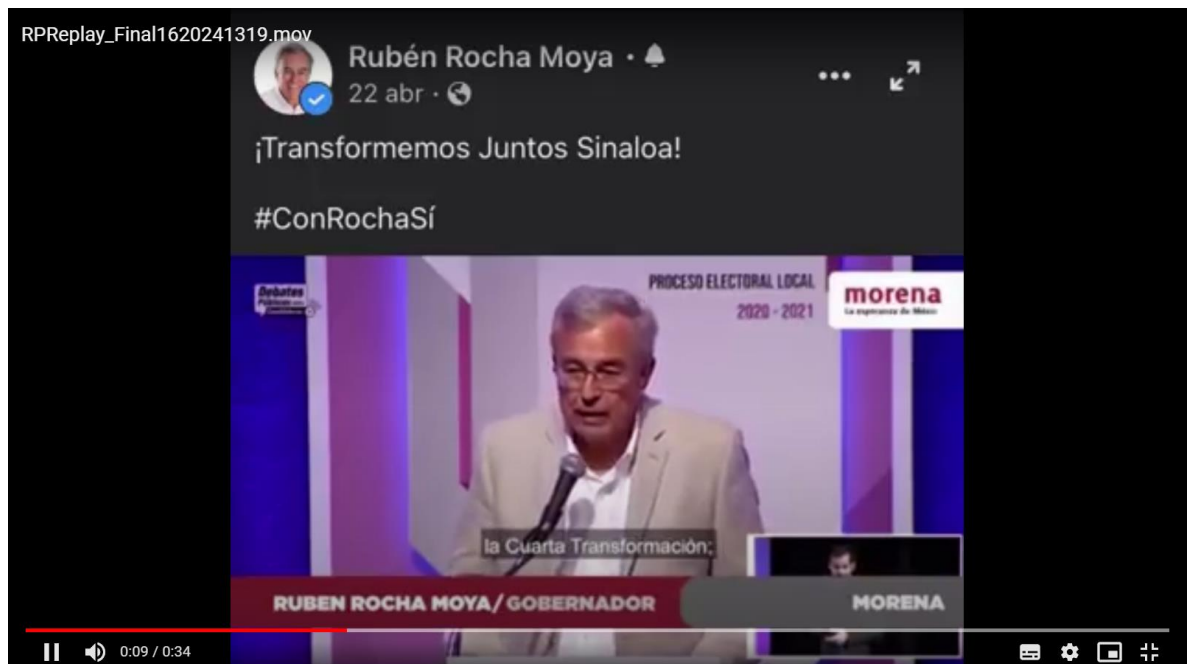 RPReplay_Final1620241319.mov
Rubén Rocha Moya ·
22 abr ·
¡Transformemos Juntos Sinaloa!
#ConRochaSí
Debates
Públicos
PROCESO ELECTORAL LOCAL
2020 - 2021
morena
La esperanza de México
la Cuarta Transformación;
RUBEN ROCHA MOYA/GOBERNADOR
MORENA
0:09 / 0:34